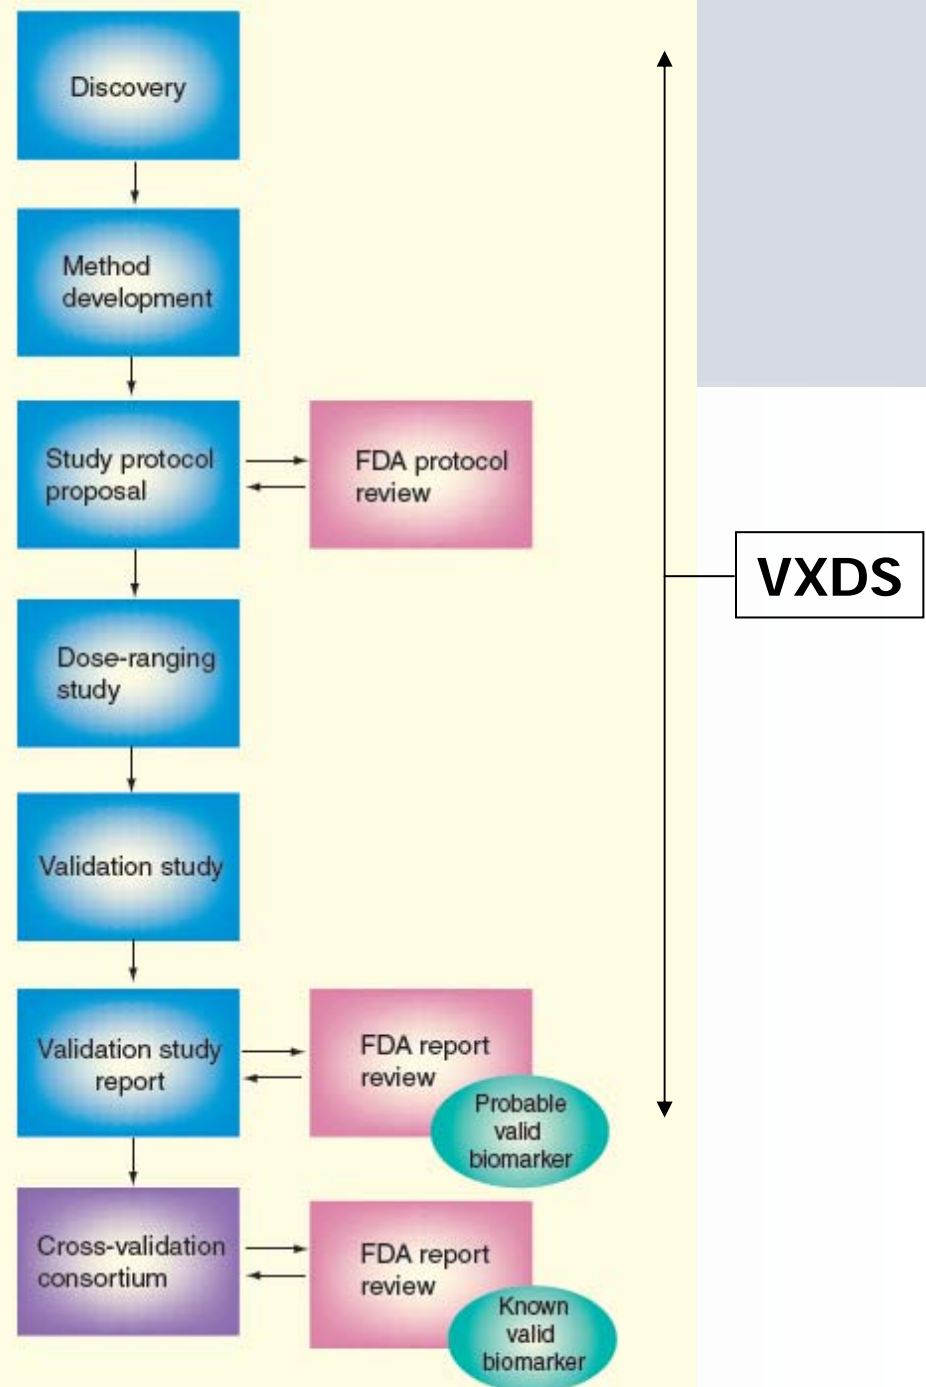 Discovery
Method
development
Study protocol
proposal
FDA protocol
review
VXDS
Dose-ranging
study
Validation study
Validation study
report
FDA report
review
Probable
valid
biomarker
Cross-validation
consortium
FDA report
review
Known
valid
biomarker